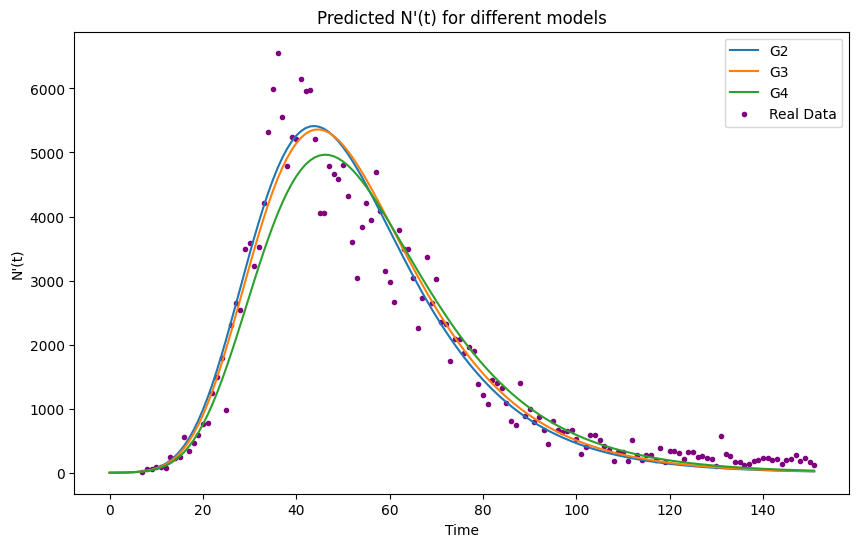 Predicted N'(t) for different models
G2
G3
G4
Real Data
N'(t)
6000
5000
4000
3000
2000
1000
0
0 20 40 60 80 100 120 140
Time